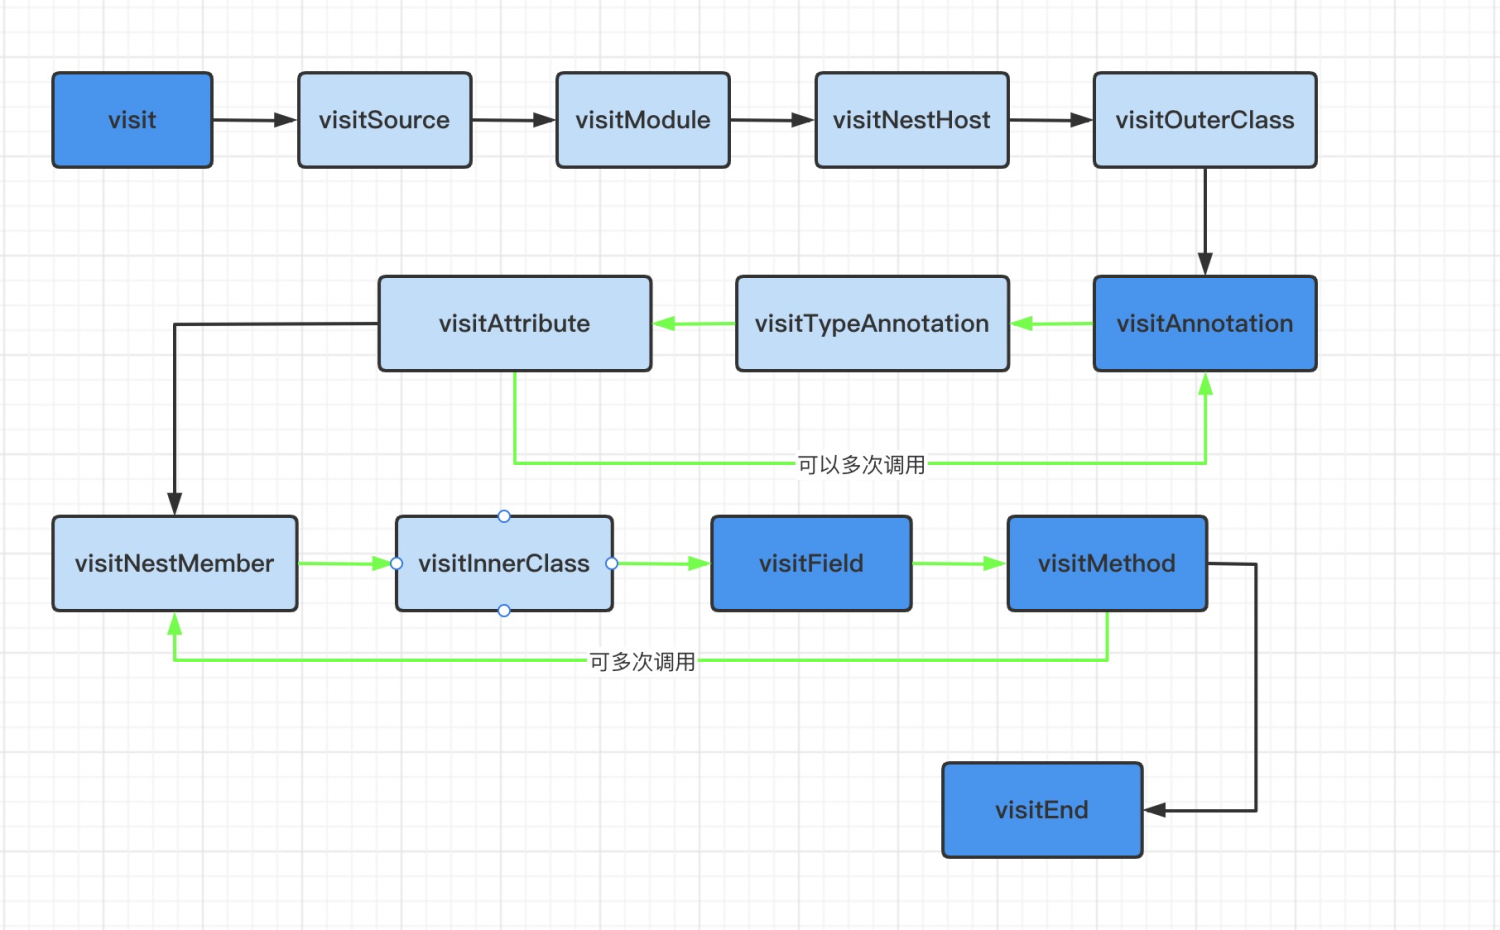 visit
visitSource
visitModule
visitNestHost
visitOuterClass
visitAttribute
visitTypeAnnotation
visitAnnotation
可以多次调用
visitNestMember
visitInnerClass
visitField
visitMethod
可多次调用
visitEnd